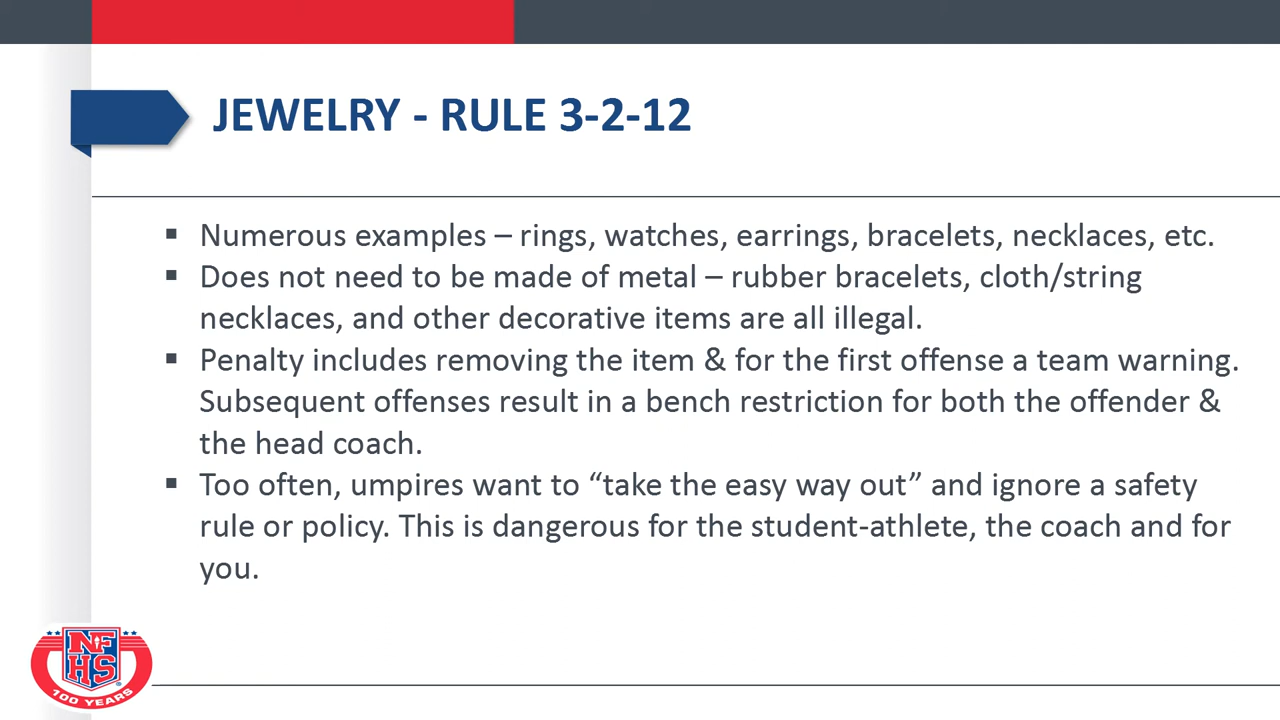 JEWELRY - RULE 3-2-12
▪ Numerous examples – rings, watches, earrings, bracelets, necklaces, etc.
▪ Does not need to be made of metal – rubber bracelets, cloth/string
necklaces, and other decorative items are all illegal.
▪ Penalty includes removing the item & for the first offense a team warning.
Subsequent offenses result in a bench restriction for both the offender &
the head coach.
▪ Too often, umpires want to “take the easy way out” and ignore a safety
rule or policy. This is dangerous for the student-athlete, the coach and for
you.
NF
HS
100 YEARS